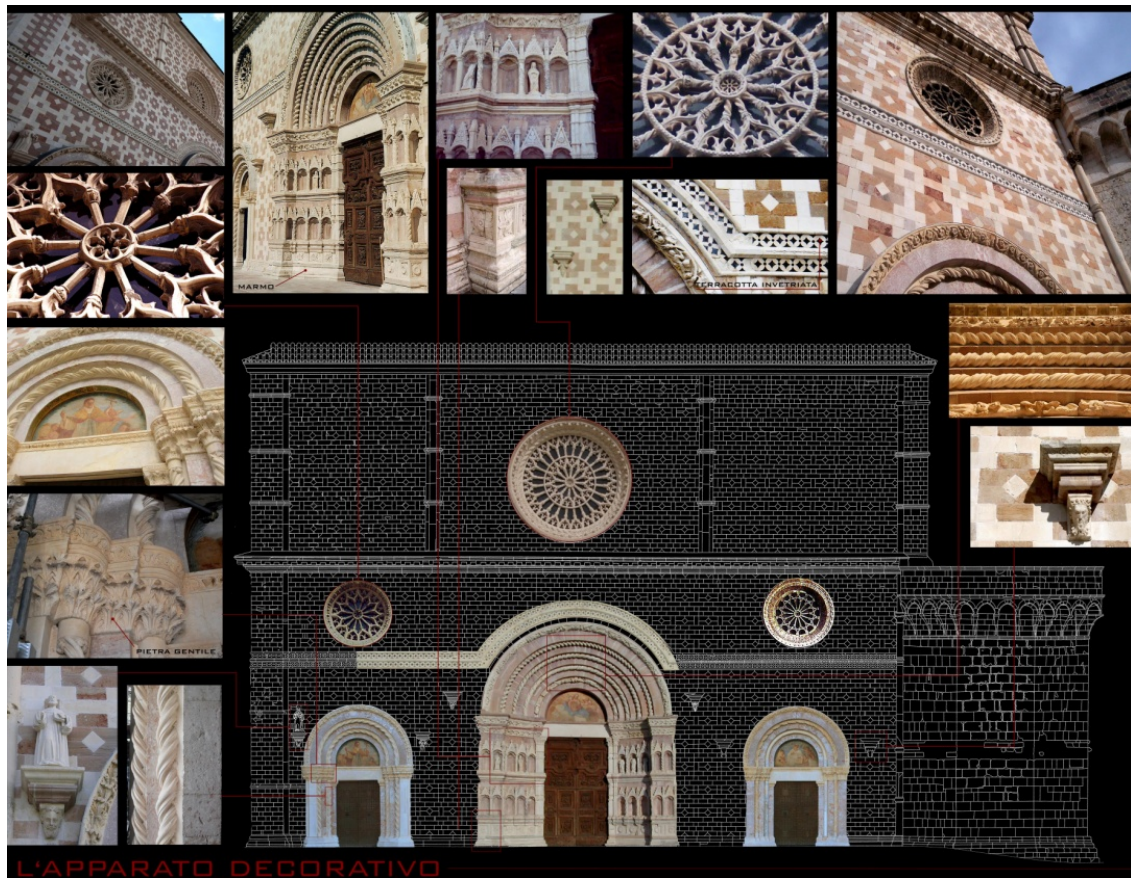 MARMO
TERRACOTTA INVETRIATA
PIETRA GENTILE
L'APPARATO DECORATIVO